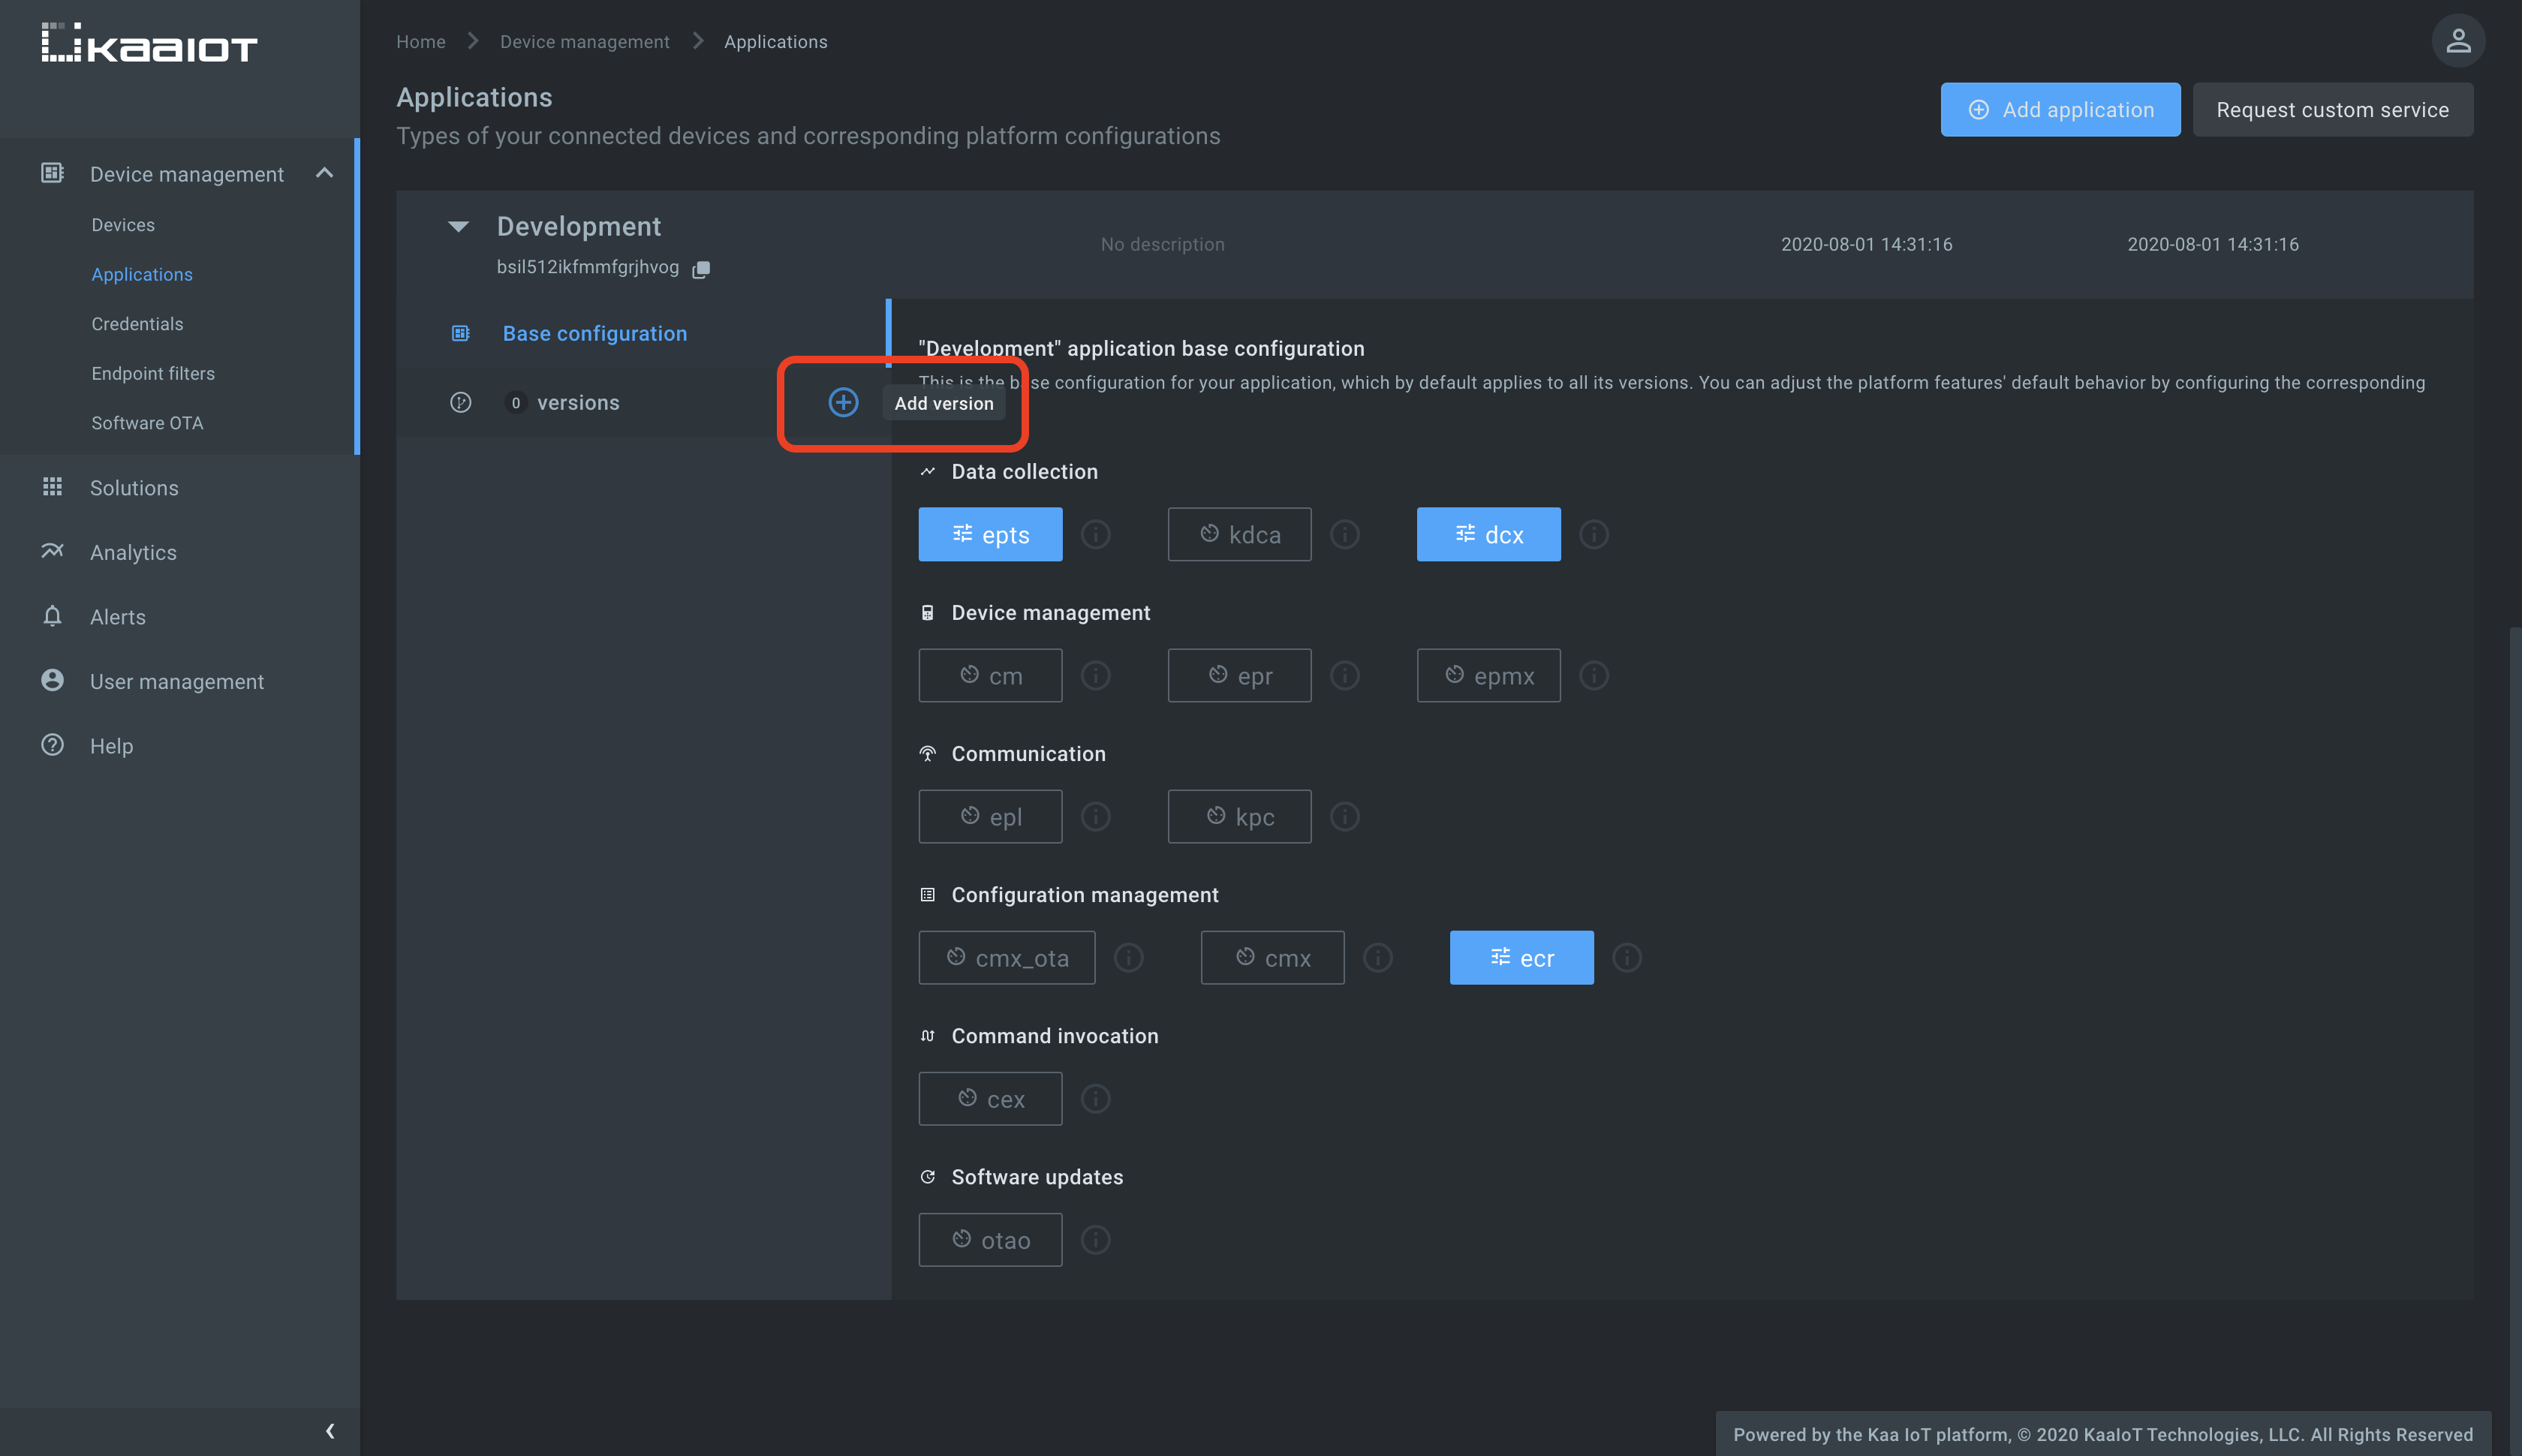 KaaIoT
Home > Device management > Applications
Applications
Types of your connected devices and corresponding platform configurations
Add application
Request custom service
Device management
Devices
Applications
Credentials
Endpoint filters
Software OTA
Solutions
Analytics
Alerts
User management
Help
Development
bsil512ikfmmfgrjhvog
No description
2020-08-01 14:31:16
2020-08-01 14:31:16
Base configuration
0 versions
Add version
"Development" application base configuration
This is the base configuration for your application, which by default applies to all its versions. You can adjust the platform features' default behavior by configuring the corresponding
Data collection
epts
kdca
dcx
Device management
cm
epr
epmx
Communication
epl
kpc
Configuration management
cmx_ota
cmx
ecr
Command invocation
cex
Software updates
otao
Powered by the Kaa IoT platform, © 2020 KaaIoT Technologies, LLC. All Rights Reserved